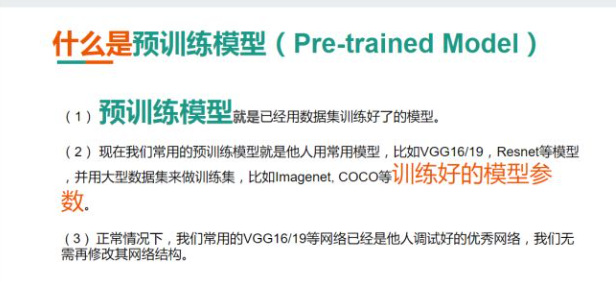 什么是预训练模型（Pre-trained Model）
（1）预训练模型就是已经用数据集训练好了的模型。
（2）现在我们常用的预训练模型就是他人用常用模型，比如VGG16/19，Resnet等模型
，并用大型数据集来做训练集，比如Imagenet, COCO等训练好的模型参
数。
（3）正常情况下，我们常用的VGG16/19等网络已经是他人调试好的优秀网络，我们无
需再修改其网络结构。